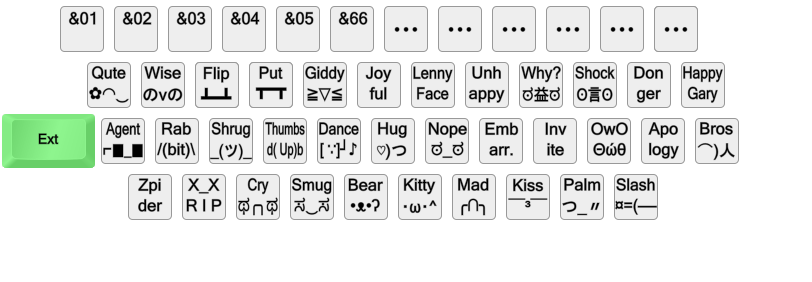 &01 &02 &03 &04 &05 &66 ... ... ... ... ... ...
Qute Wise Flip Put Giddy Joy Lenny Unh Why? Shock Don Happy
✿◠‿ のvの ┻━┻ ┳━┳ ≧▽≦ ful Face appy ಠ益ಠ ʘ言ʘ ger Gary
Ext
Agent Rab Shrug Thumbs Dance Hug Nope Emb Inv OwO Apo Bros
⌐■_■ /(bit)\ _(ツ)_ d( Up)b [ ∵]┘♪ ♡)つ ಠ_ಠ arr. ite Θώθ logy ⌒)人
Zpi X_X Cry Smug Bear Kitty Mad Kiss Palm Slash
der R I P ಥ╭╮ಥ ಸ‿ಸ •ᴥ•ʔ ･ω･^ ╭∩╮ ￣³￣ つ_〃 ¤=(—